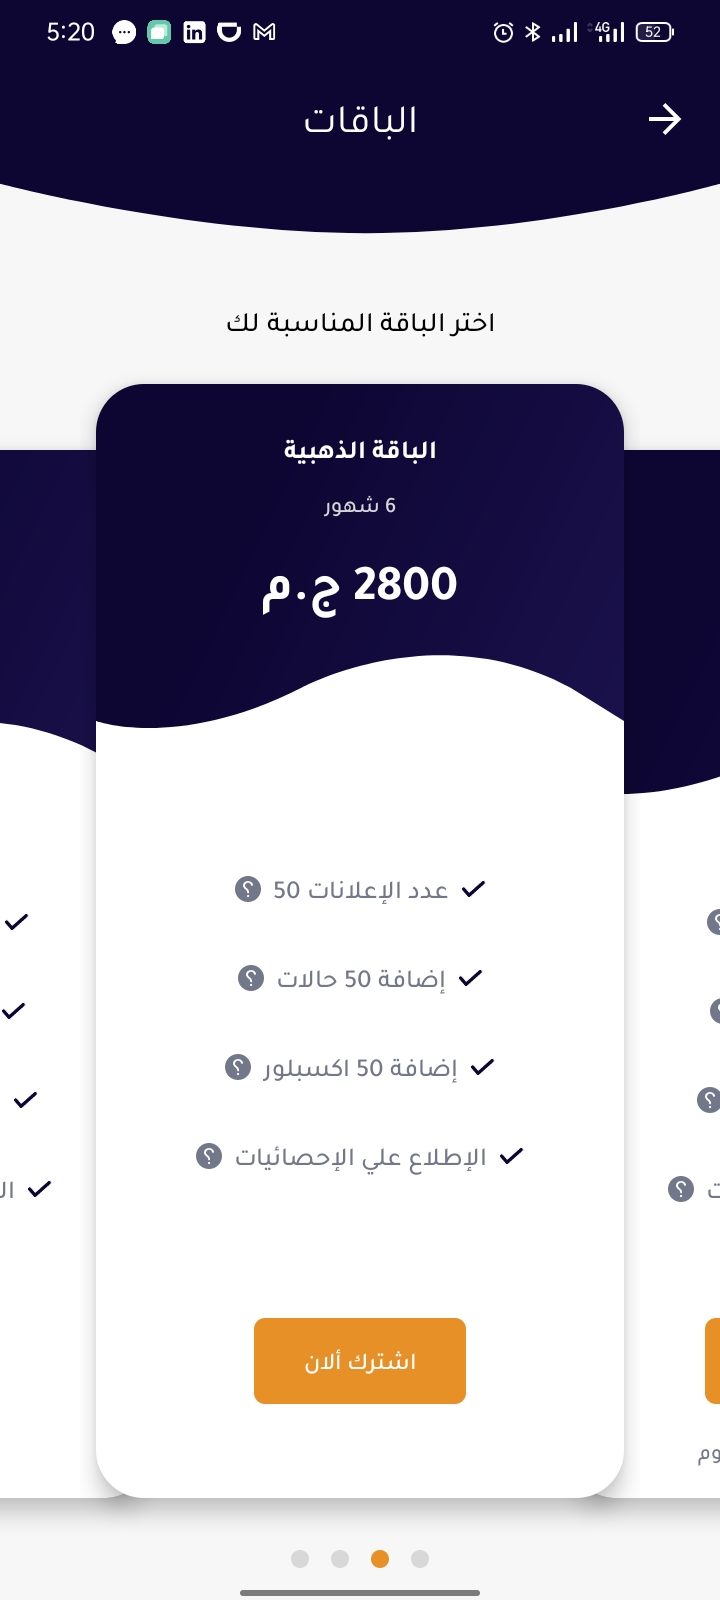 5:20
4G
52
الباقات
اختر الباقة المناسبة لك
الباقة الذهبية
6 شهور
2800 ج.م
عدد الإعلانات 50
إضافة 50 حالات
إضافة 50 اكسبلور
الإطلاع علي الإحصائيات
اشترك ألان